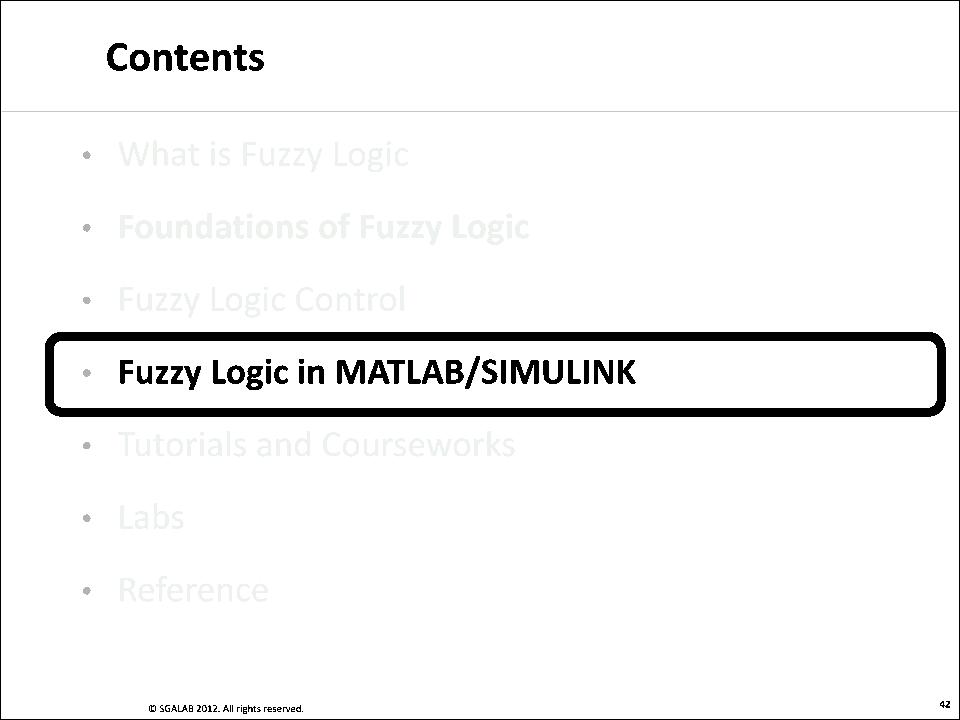 Contents
• What is Fuzzy Logic
• Foundations of Fuzzy Logic
• Fuzzy Logic Control
• Fuzzy Logic in MATLAB/SIMULINK
• Tutorials and Courseworks
• Labs
• Reference
© SGALAB 2012. All rights reserved.
42